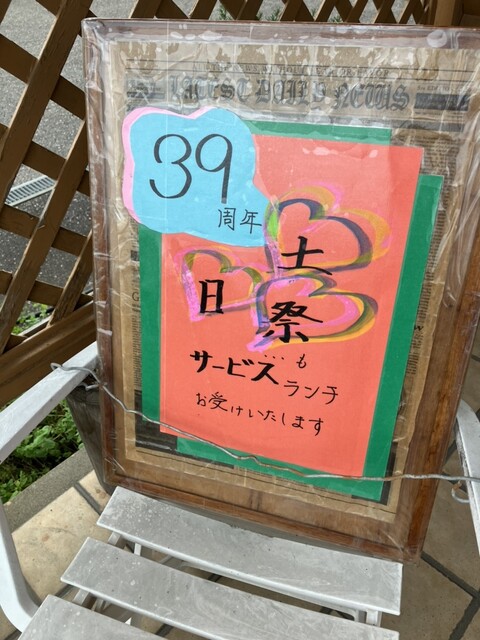 39
周年
土
日
祭
…も
サービスランチ
お受けいたします